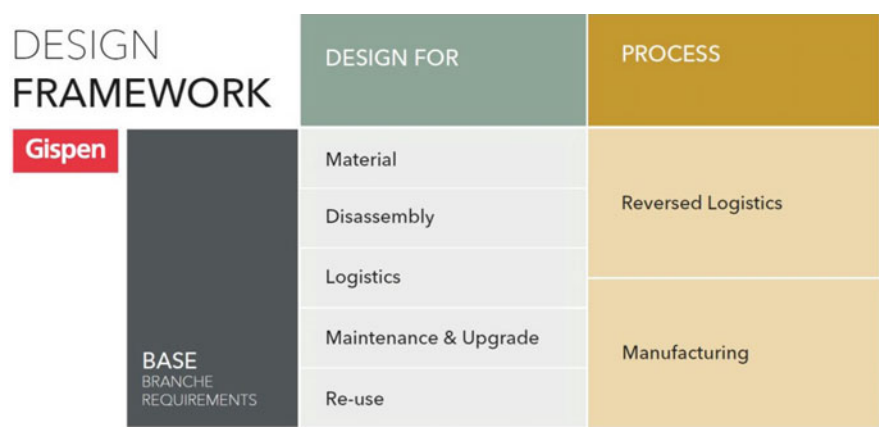 DESIGN
FRAMEWORK
DESIGN FOR
PROCESS
Gispen
BASE
BRANCHE
REQUIREMENTS
Material
Disassembly
Logistics
Maintenance & Upgrade
Re-use
Reversed Logistics
Manufacturing